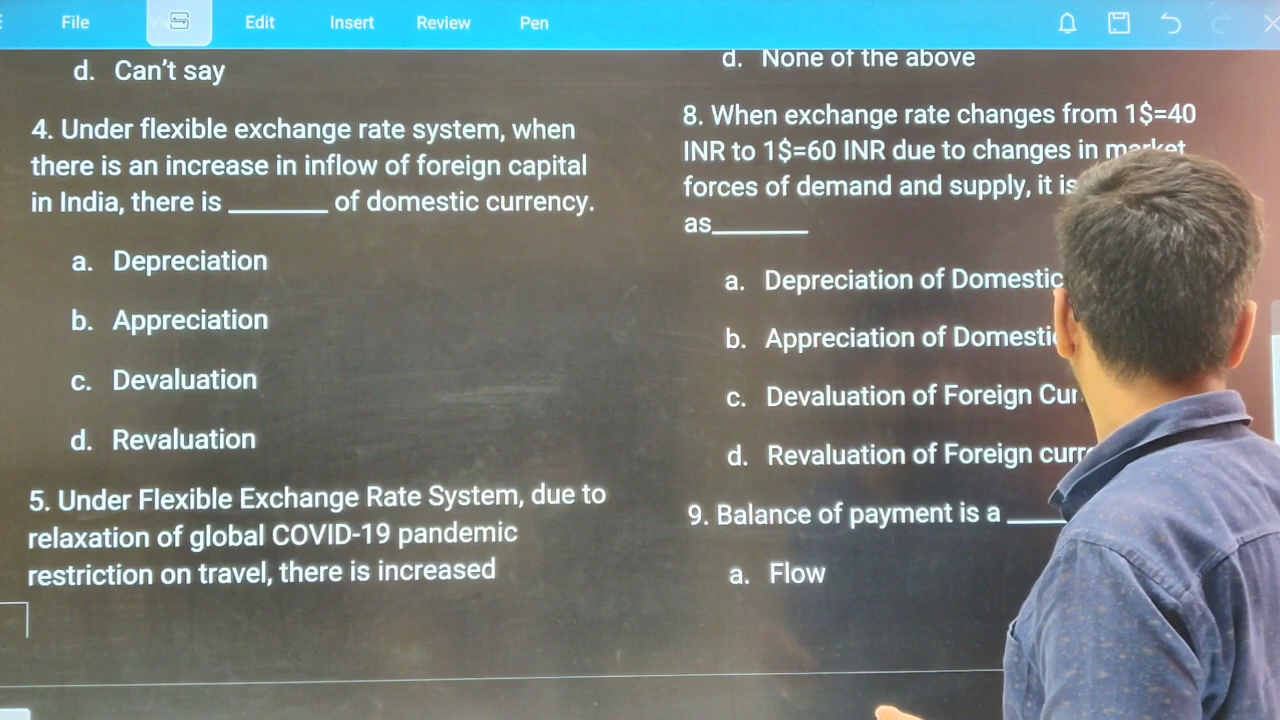 File
Edit
Insert
Review
Pen
d. Can't say
4. Under flexible exchange rate system, when
there is an increase in inflow of foreign capital
in India, there is _______ of domestic currency.
a. Depreciation
b. Appreciation
c. Devaluation
d. Revaluation
5. Under Flexible Exchange Rate System, due to
relaxation of global COVID-19 pandemic
restriction on travel, there is increased
d. None of the above
8. When exchange rate changes from 1$=40
INR to 1$=60 INR due to changes in market
forces of demand and supply, it is
as_______
a. Depreciation of Domestic
b. Appreciation of Domestic
c. Devaluation of Foreign
d. Revaluation of Foreign
9. Balance of payment is a ____
a. Flow